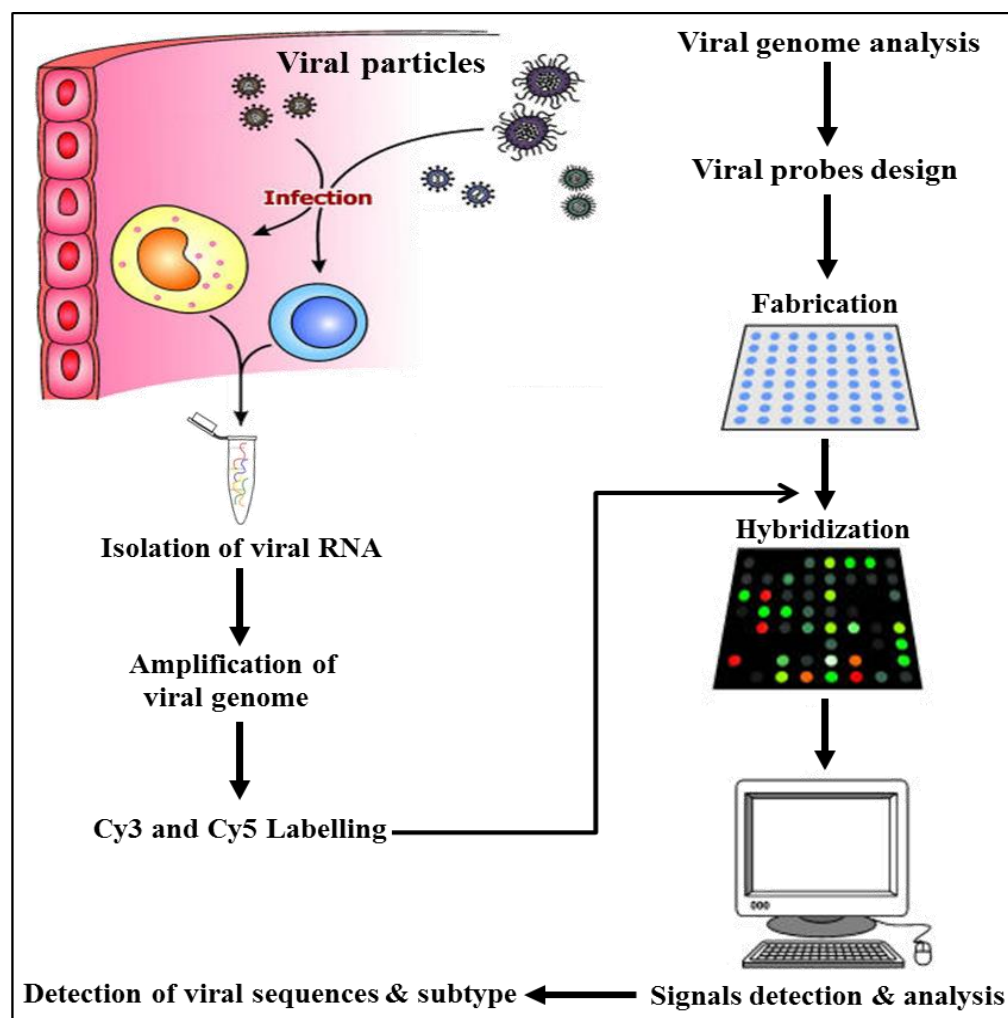 Viral particles
Infection
Isolation of viral RNA
Amplification of
viral genome
Cy3 and Cy5 Labelling
Viral genome analysis
Viral probes design
Fabrication
Hybridization
Signals detection & analysis
Detection of viral sequences & subtype